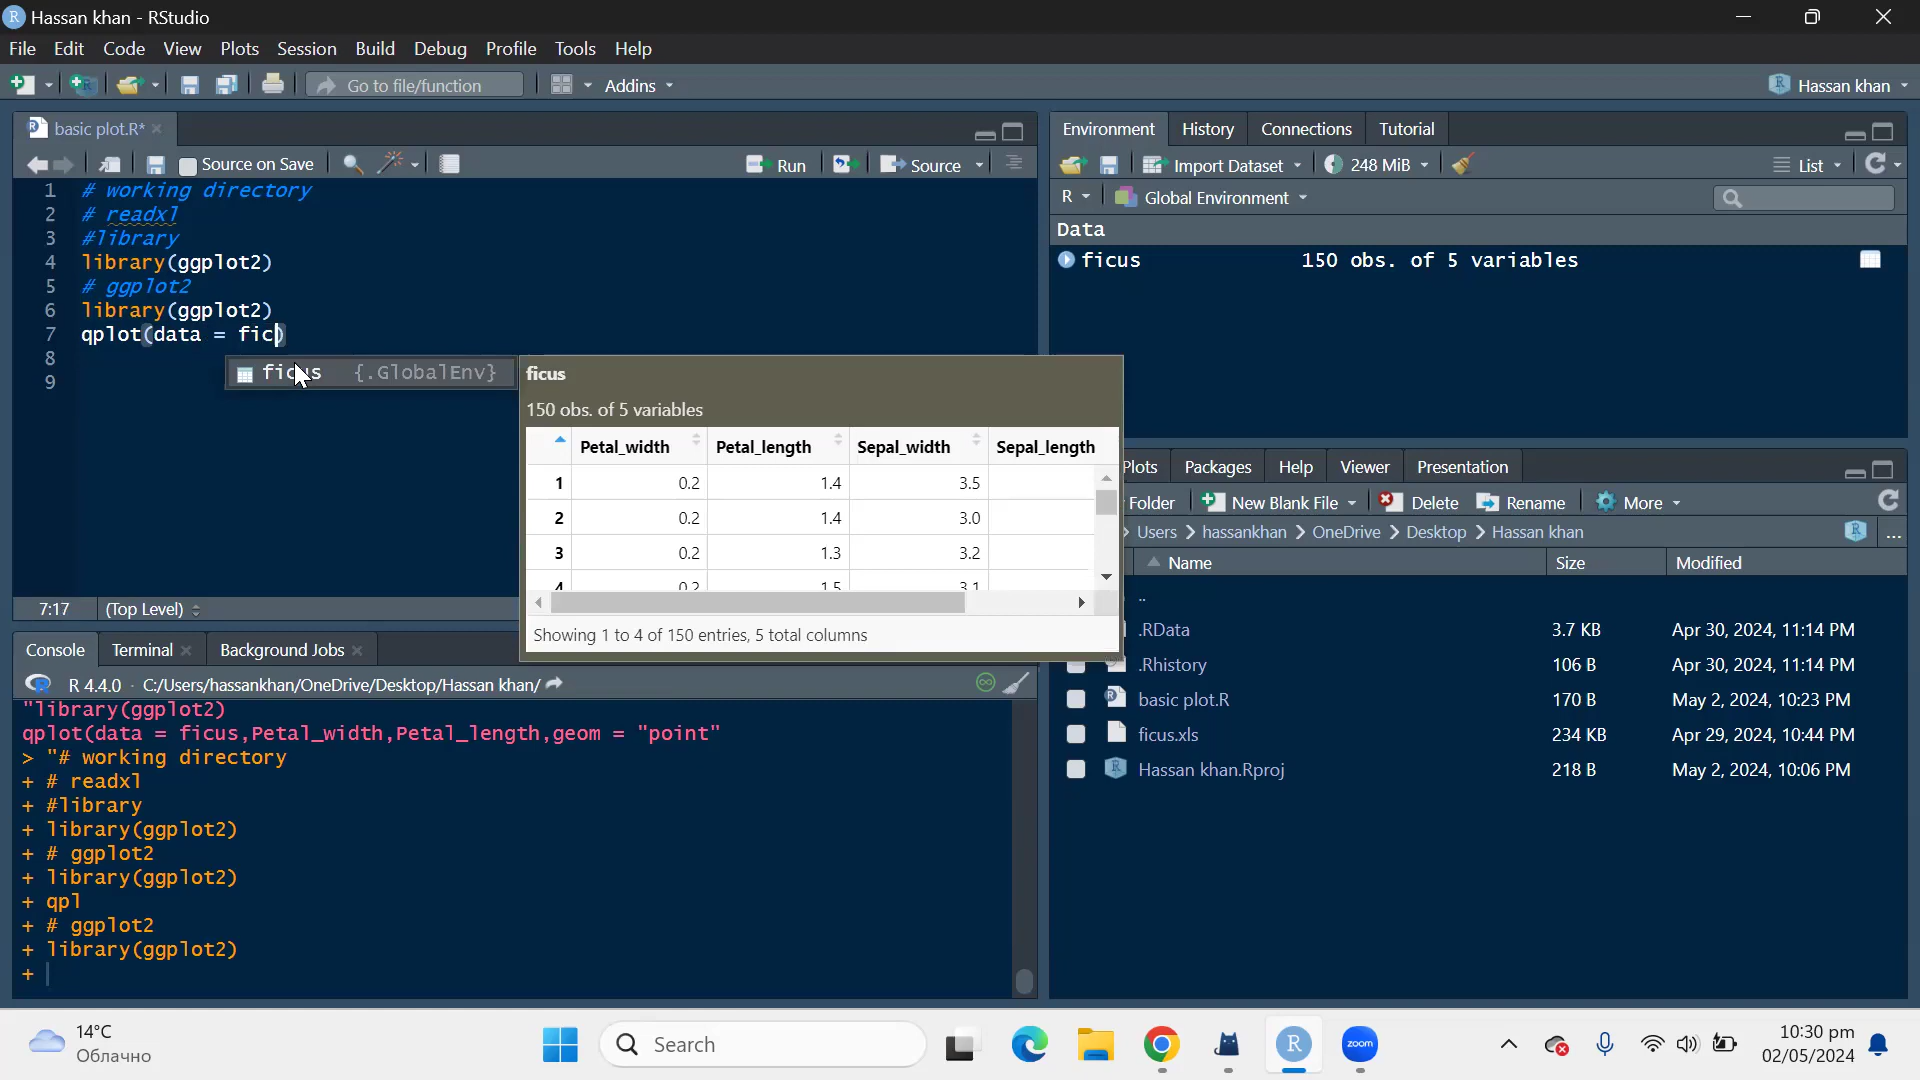 Hassan khan - RStudio
File Edit Code View Plots Session Build Debug Profile Tools Help
Go to file/function Addins Hassan khan
basic plot.R*
Source on Save Run Source
1 # working directory
2 # readxl
3 #library
4 library(ggplot2)
5 # ggplot2
6 library(ggplot2)
7 qplot(data = fic)
8
9
ficus {.GlobalEnv}
ficus
150 obs. of 5 variables
Petal_width Petal_length Sepal_width Sepal_length
1 0.2 1.4 3.5
2 0.2 1.4 3.0
3 0.2 1.3 3.2
4 0.2 1.5 3.1
Showing 1 to 4 of 150 entries, 5 total columns
7:17 (Top Level)
Console Terminal Background Jobs
R 4.4.0 · C:/Users/hassankhan/OneDrive/Desktop/Hassan khan/
"library(ggplot2)
qplot(data = ficus,Petal_width,Petal_length,geom = "point"
> "# working directory
+ # readxl
+ #library
+ library(ggplot2)
+ # ggplot2
+ library(ggplot2)
+ qpl
+ # ggplot2
+ library(ggplot2)
+
Environment History Connections Tutorial
Import Dataset 248 MiB List
R Global Environment
Data
ficus 150 obs. of 5 variables
Plots Packages Help Viewer Presentation
Folder New Blank File Delete Rename More
Users hassankhan OneDrive Desktop Hassan khan ...
Name Size Modified
..
.RData 3.7 KB Apr 30, 2024, 11:14 PM
.Rhistory 106 B Apr 30, 2024, 11:14 PM
basic plot.R 170 B May 2, 2024, 10:23 PM
ficus.xls 234 KB Apr 29, 2024, 10:44 PM
Hassan khan.Rproj 218 B May 2, 2024, 10:06 PM
14°C
Облачно
Search
zoom
10:30 pm
02/05/2024